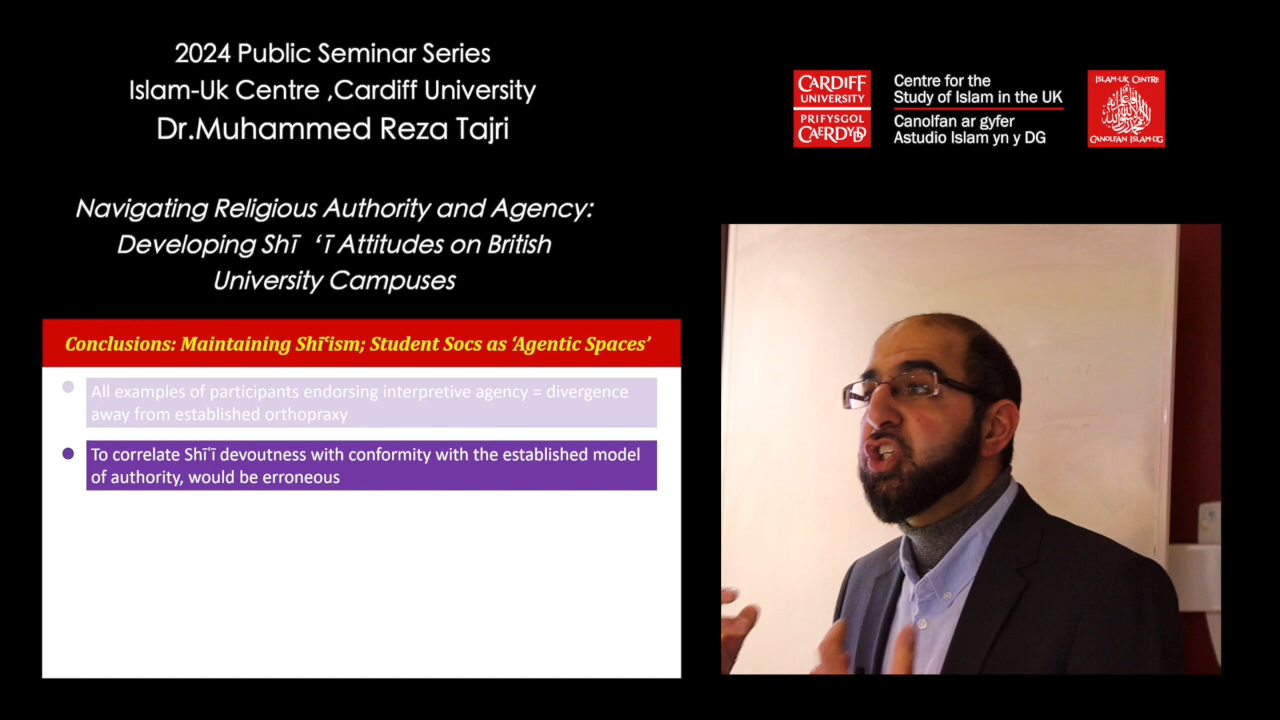 2024 Public Seminar Series
Islam-Uk Centre ,Cardiff University
Dr.Muhammed Reza Tajri
Navigating Religious Authority and Agency:
Developing Shī ‘ī Attitudes on British
University Campuses
CARDIFF
UNIVERSITY
PRIFYSGOL
CAERDYDD
Centre for the
Study of Islam in the UK
Canolfan ar gyfer
Astudio Islam yn y DG
ISLAM-UK CENTRE
CANOLFAN ISLAM-DG
Conclusions: Maintaining Shī‘ism; Student Socs as ‘Agentic Spaces’
All examples of participants endorsing interpretive agency = divergence
away from established orthopraxy
To correlate Shī‘ī devoutness with conformity with the established model
of authority, would be erroneous